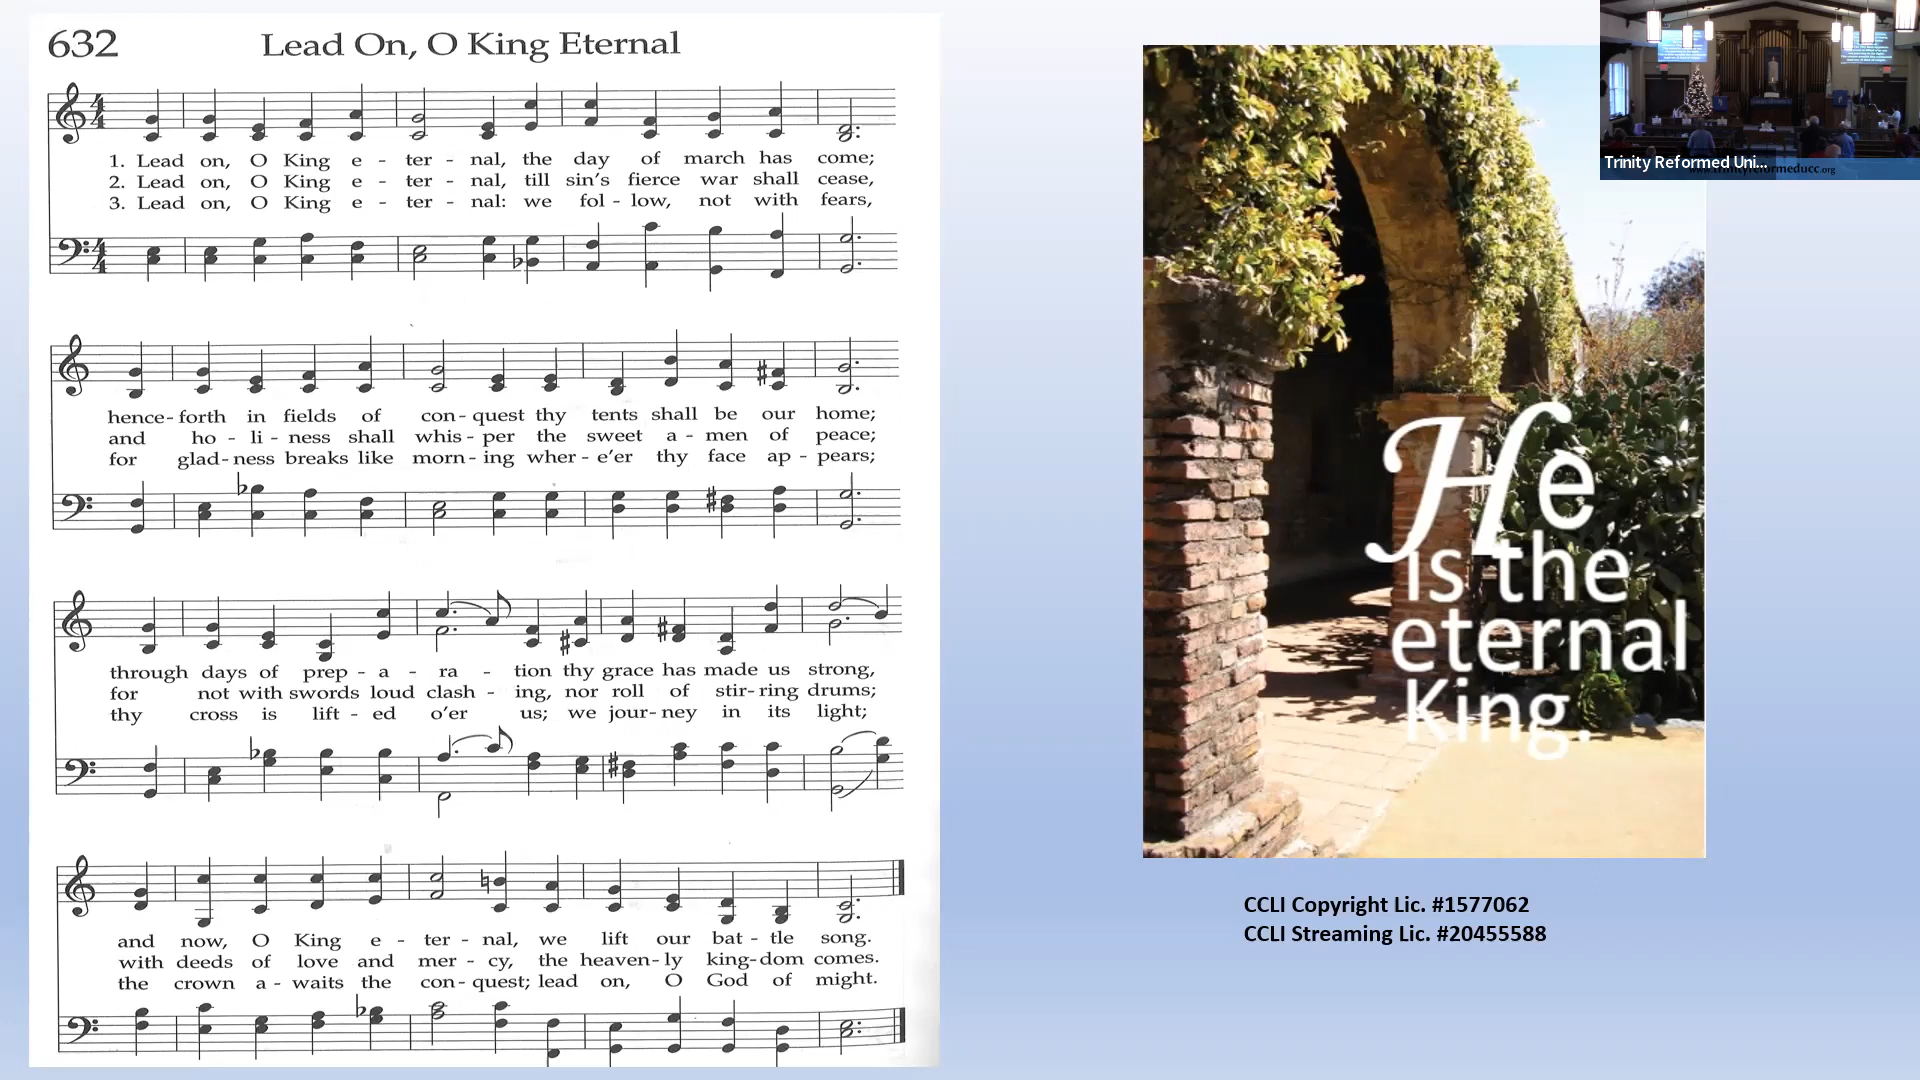 632 Lead On, O King Eternal
1. Lead on, O King e - ter - nal, the day of march has come;
2. Lead on, O King e - ter - nal, till sin's fierce war shall cease,
3. Lead on, O King e - ter - nal: we fol - low, not with fears,
hence - forth in fields of con - quest thy tents shall be our home;
and ho - li - ness shall whis - per the sweet a - men of peace;
for glad - ness breaks like morn - ing wher - e'er thy face ap - pears;
through days of prep - a - ra - tion thy grace has made us strong,
for not with swords loud clash - ing, nor roll of stir - ring drums;
thy cross is lift - ed o'er us; we jour - ney in its light;
and now, O King e - ter - nal, we lift our bat - tle song.
with deeds of love and mer - cy, the heaven - ly king - dom comes.
the crown a - waits the con - quest; lead on, O God of might.
He
is the
eternal
King.
CCLI Copyright Lic. #1577062
CCLI Streaming Lic. #20455588
Trinity Reformed Uni...
www.trinityreformeducc.org